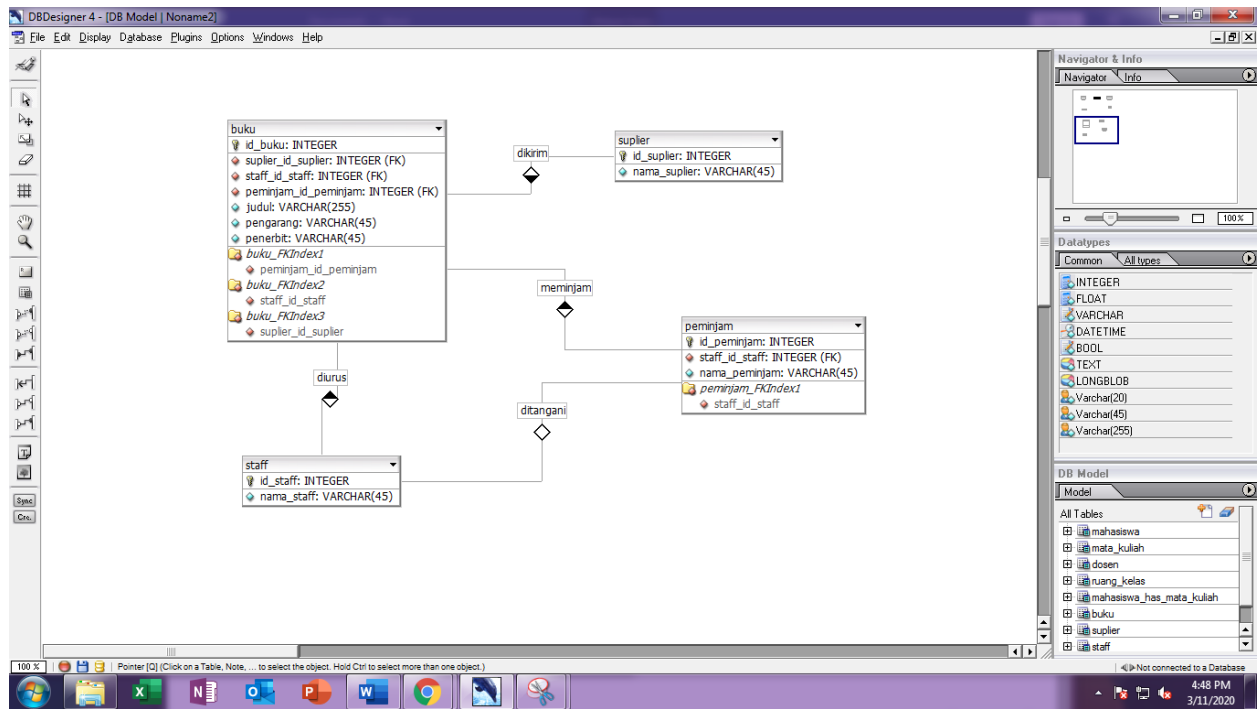 DBDesigner 4 - [DB Model | Noname2]
File Edit Display Database Plugins Options Windows Help
buku
id_buku: INTEGER
suplier_id_suplier: INTEGER (FK)
staff_id_staff: INTEGER (FK)
peminjam_id_peminjam: INTEGER (FK)
judul: VARCHAR(255)
pengarang: VARCHAR(45)
penerbit: VARCHAR(45)
buku_FKIndex1
peminjam_id_peminjam
buku_FKIndex2
staff_id_staff
buku_FKIndex3
suplier_id_suplier
dikirim
suplier
id_suplier: INTEGER
nama_suplier: VARCHAR(45)
meminjam
peminjam
id_peminjam: INTEGER
staff_id_staff: INTEGER (FK)
nama_peminjam: VARCHAR(45)
peminjam_FKIndex1
staff_id_staff
diurus
ditangani
staff
id_staff: INTEGER
nama_staff: VARCHAR(45)
Sync
Cre.
Navigator & Info
Navigator Info
100 %
Datatypes
Common All types
INTEGER
FLOAT
VARCHAR
DATETIME
BOOL
TEXT
LONGBLOB
Varchar(20)
Varchar(45)
Varchar(255)
DB Model
Model
All Tables
mahasiswa
mata_kuliah
dosen
ruang_kelas
mahasiswa_has_mata_kuliah
buku
suplier
staff
100 % Pointer [Q] (Click on a Table, Note, ... to select the object. Hold Ctrl to select more than one object.) Not connected to a Database
4:48 PM
3/11/2020